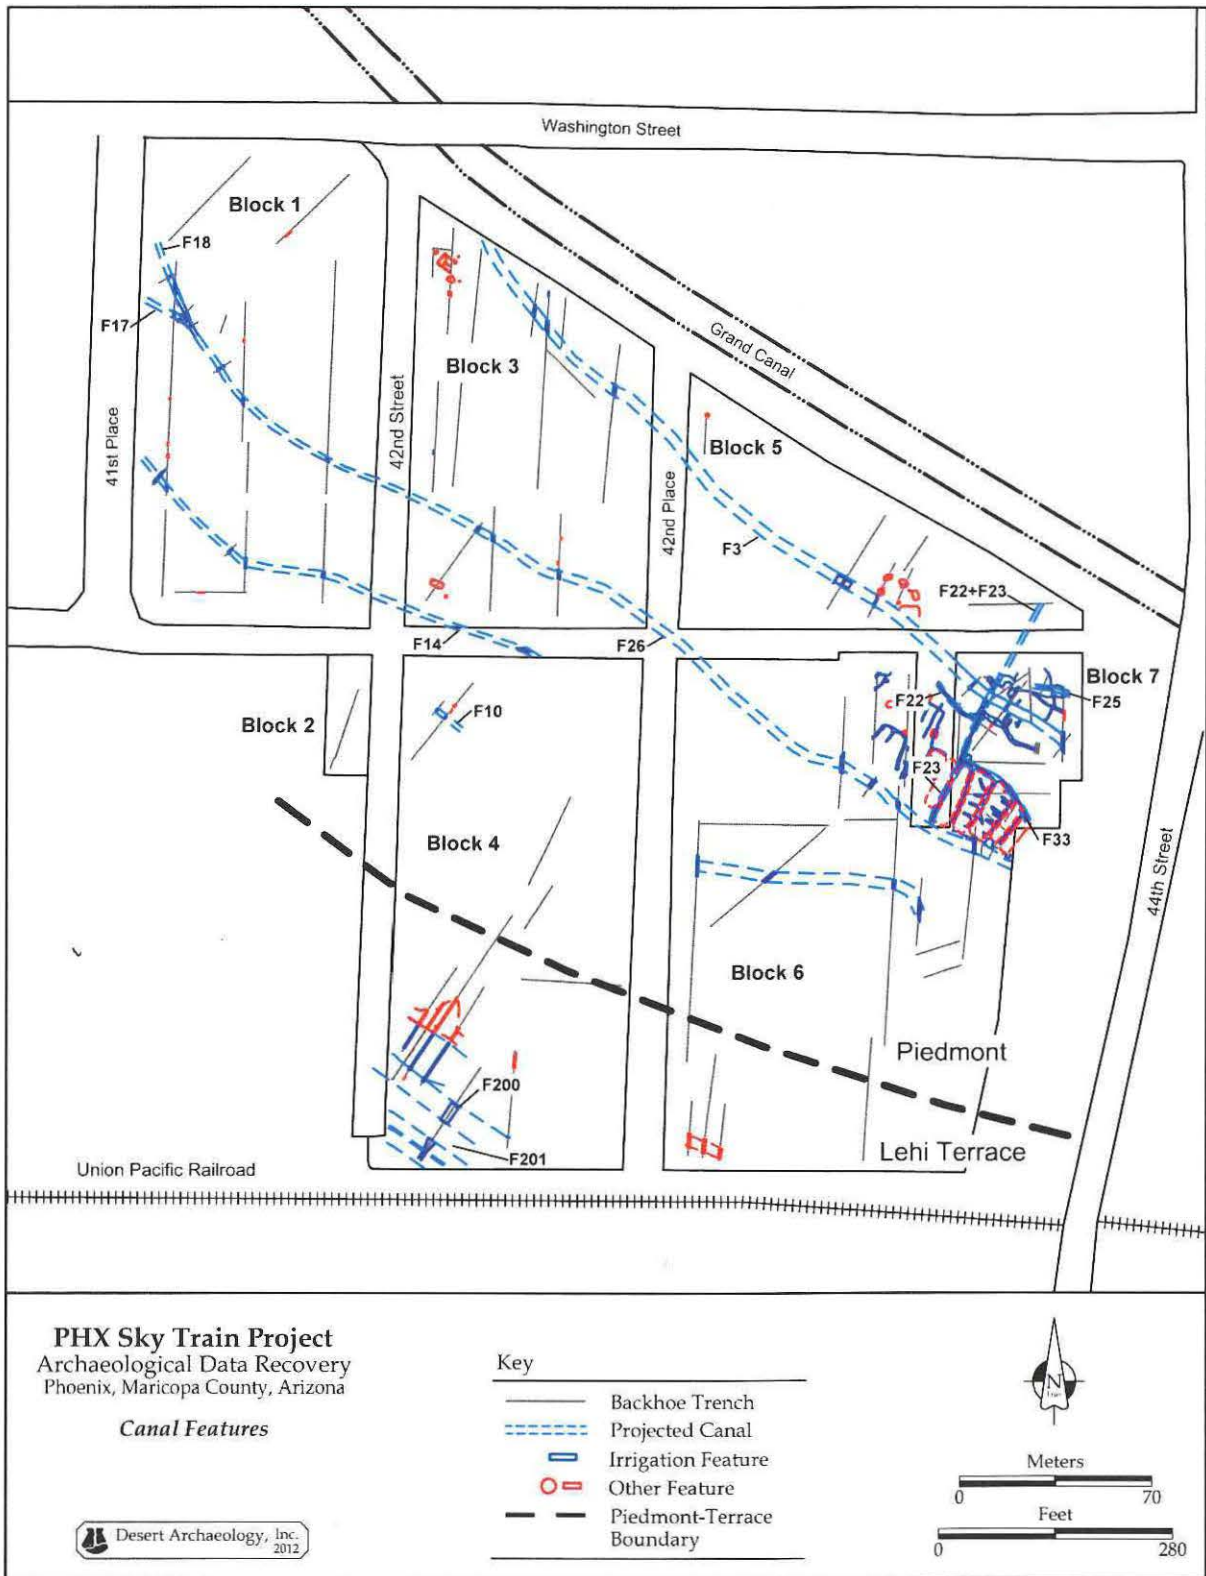 Washington Street
Block 1
F18
F17
Grand Canal
Block 3
42nd Street
41st Place
Block 5
42nd Place
F3
F22+F23
F14
F26
Block 7
F22
F25
F10
Block 2
F23
Block 4
F33
44th Street
Block 6
Piedmont
F200
Lehi Terrace
F201
Union Pacific Railroad
PHX Sky Train Project
Archaeological Data Recovery
Phoenix, Maricopa County, Arizona
Canal Features
Desert Archaeology, Inc.
2012
Key
Backhoe Trench
Projected Canal
Irrigation Feature
Other Feature
Piedmont-Terrace
Boundary
N
Meters
0 70
Feet
0 280